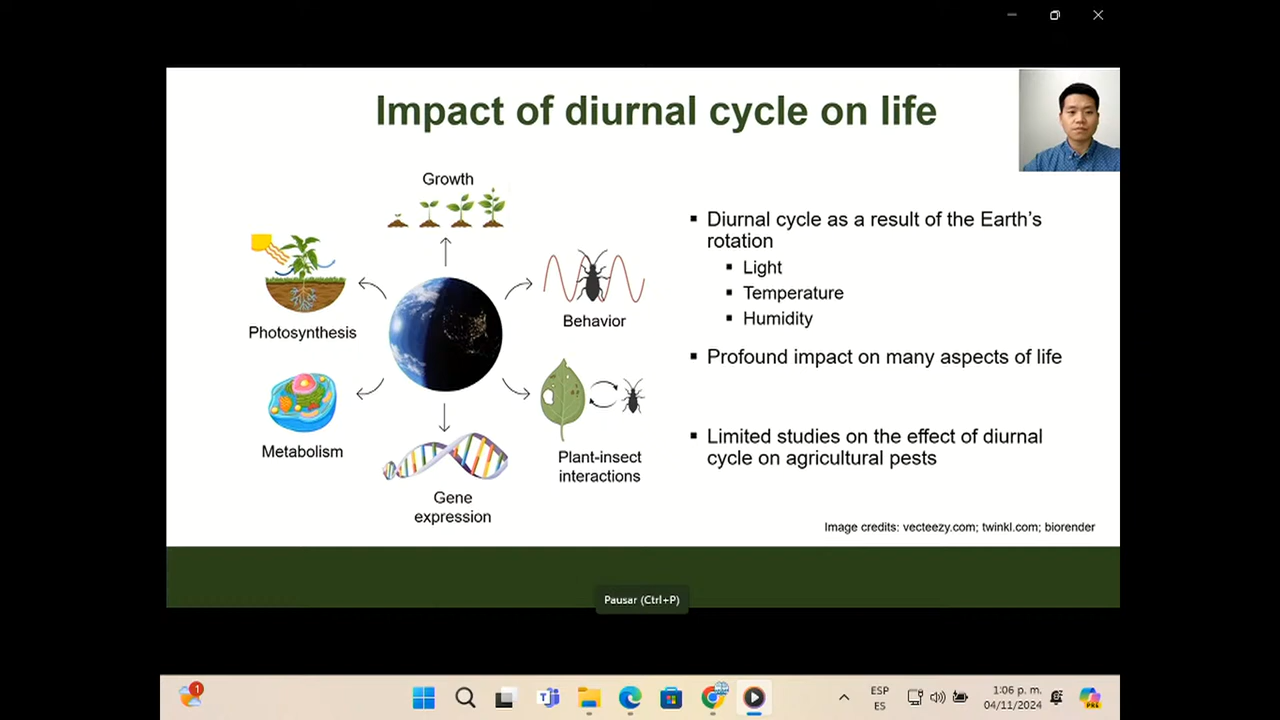 Impact of diurnal cycle on life
Growth
Photosynthesis
Behavior
Metabolism
Plant-insect
interactions
Gene
expression
▪ Diurnal cycle as a result of the Earth's
rotation
▪ Light
▪ Temperature
▪ Humidity
▪ Profound impact on many aspects of life
▪ Limited studies on the effect of diurnal
cycle on agricultural pests
Image credits: vecteezy.com; twinkl.com; biorender
Pausar (Ctrl+P)
1
ESP
ES
1:06 p. m.
04/11/2024
PRE